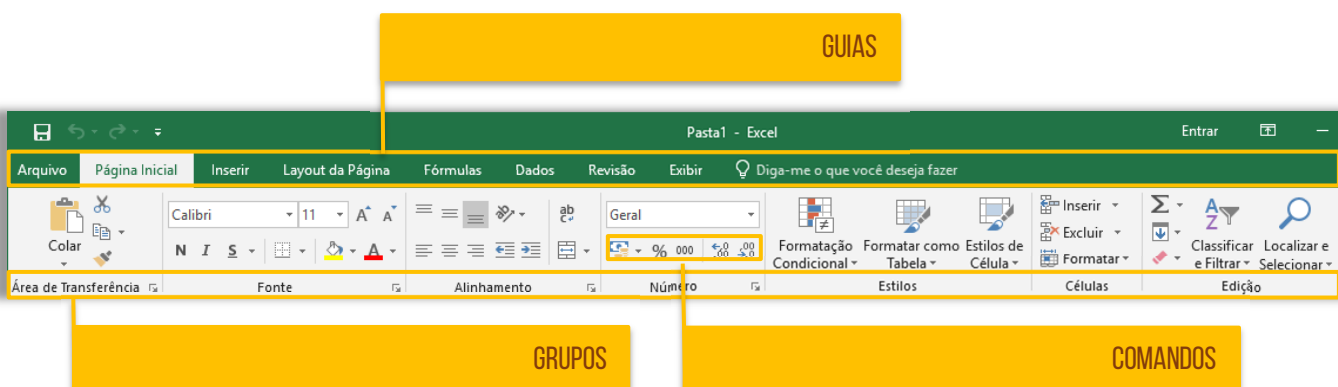 GUIAS
Pasta1 - Excel
Entrar
Arquivo Página Inicial Inserir Layout da Página Fórmulas Dados Revisão Exibir Diga-me o que você deseja fazer
Calibri 11 A A ab Geral Inserir
Colar N I S A % 000 Formatação Condicional Formatar como Tabela Estilos de Célula Excluir Classificar e Filtrar Localizar e Selecionar
Formatar
Área de Transferência Fonte Alinhamento Número Estilos Células Edição
GRUPOS
COMANDOS